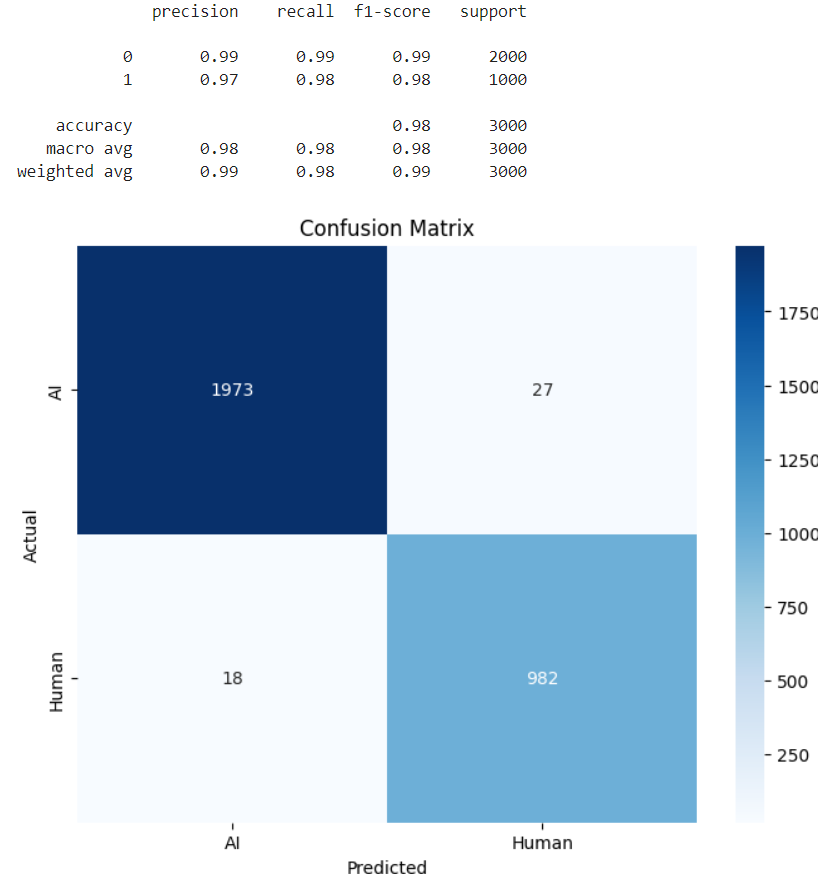 precision recall f1-score support
0 0.99 0.99 0.99 2000
1 0.97 0.98 0.98 1000
accuracy 0.98 3000
macro avg 0.98 0.98 0.98 3000
weighted avg 0.99 0.98 0.99 3000
Confusion Matrix
1750
1500
1250
1000
750
500
250
AI
1973 27
Actual
Human
18 982
AI Human
Predicted